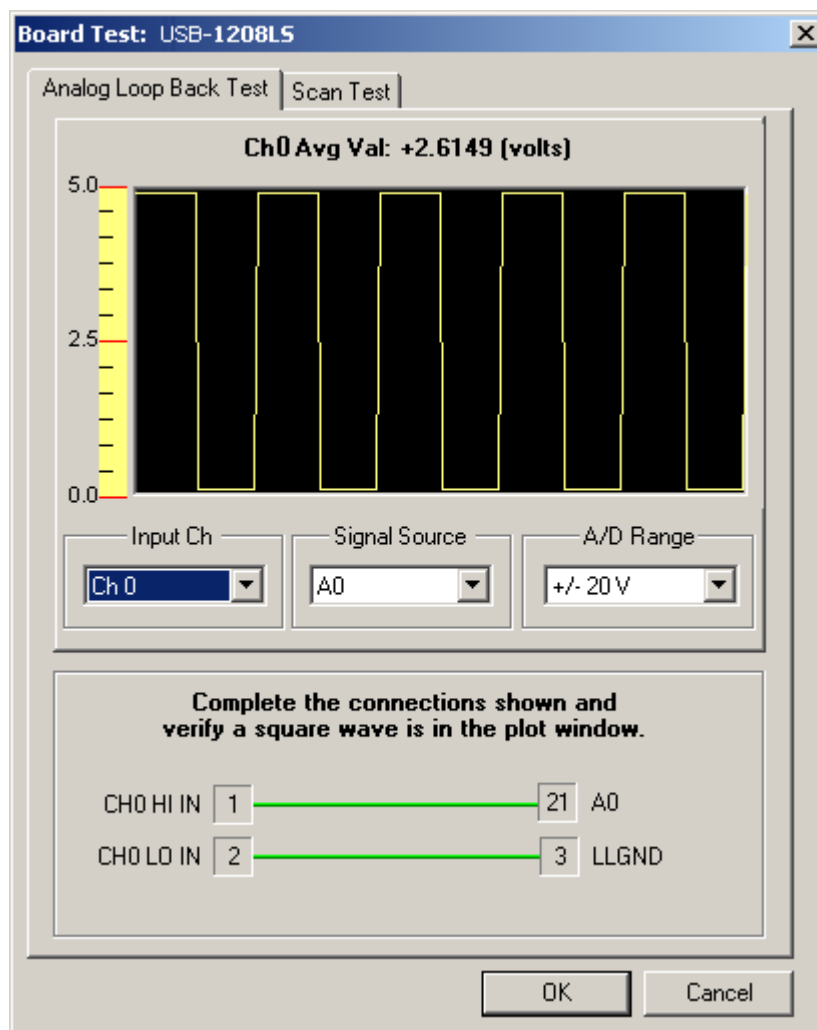 Board Test: USB-1208LS
Analog Loop Back Test
Scan Test
Ch0 Avg Val: +2.6149 (volts)
5.0
2.5
0.0
Input Ch
Signal Source
A/D Range
Ch 0
A0
+/- 20 V
Complete the connections shown and
verify a square wave is in the plot window.
CH0 HI IN 1 21 A0
CH0 LO IN 2 3 LLGND
OK
Cancel